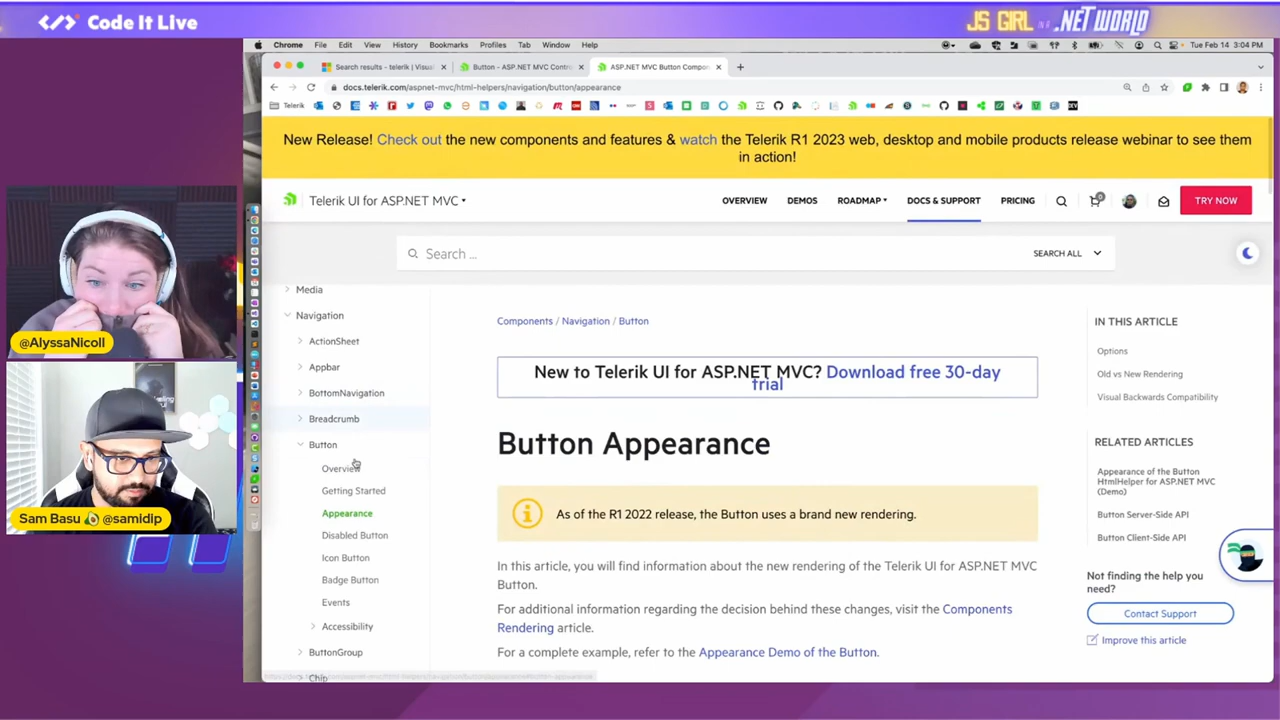 Code It Live
JS GIRL IN A .NET WORLD
Chrome File Edit View History Bookmarks Profiles Tab Window Help
Tue Feb 14 3:04 PM
Search results - telerik | Visual
Button - ASP.NET MVC Contr
ASP.NET MVC Button Compon
docs.telerik.com/aspnet-mvc/html-helpers/navigation/button/appearance
Telerik
New Release! Check out the new components and features & watch the Telerik R1 2023 web, desktop and mobile products release webinar to see them
in action!
Telerik UI for ASP.NET MVC
OVERVIEW
DEMOS
ROADMAP
DOCS & SUPPORT
PRICING
TRY NOW
Search ...
SEARCH ALL
Media
Navigation
ActionSheet
Appbar
BottomNavigation
Breadcrumb
Button
Overview
Getting Started
Appearance
Disabled Button
Icon Button
Badge Button
Events
Accessibility
ButtonGroup
Chip
Components / Navigation / Button
New to Telerik UI for ASP.NET MVC? Download free 30-day
trial
Button Appearance
As of the R1 2022 release, the Button uses a brand new rendering.
In this article, you will find information about the new rendering of the Telerik UI for ASP.NET MVC
Button.
For additional information regarding the decision behind these changes, visit the Components
Rendering article.
For a complete example, refer to the Appearance Demo of the Button.
IN THIS ARTICLE
Options
Old vs New Rendering
Visual Backwards Compatibility
RELATED ARTICLES
Appearance of the Button
HtmlHelper for ASP.NET MVC
(Demo)
Button Server-Side API
Button Client-Side API
Not finding the help you
need?
Contact Support
Improve this article
@AlyssaNicoll
Sam Basu 🥑 @samidip